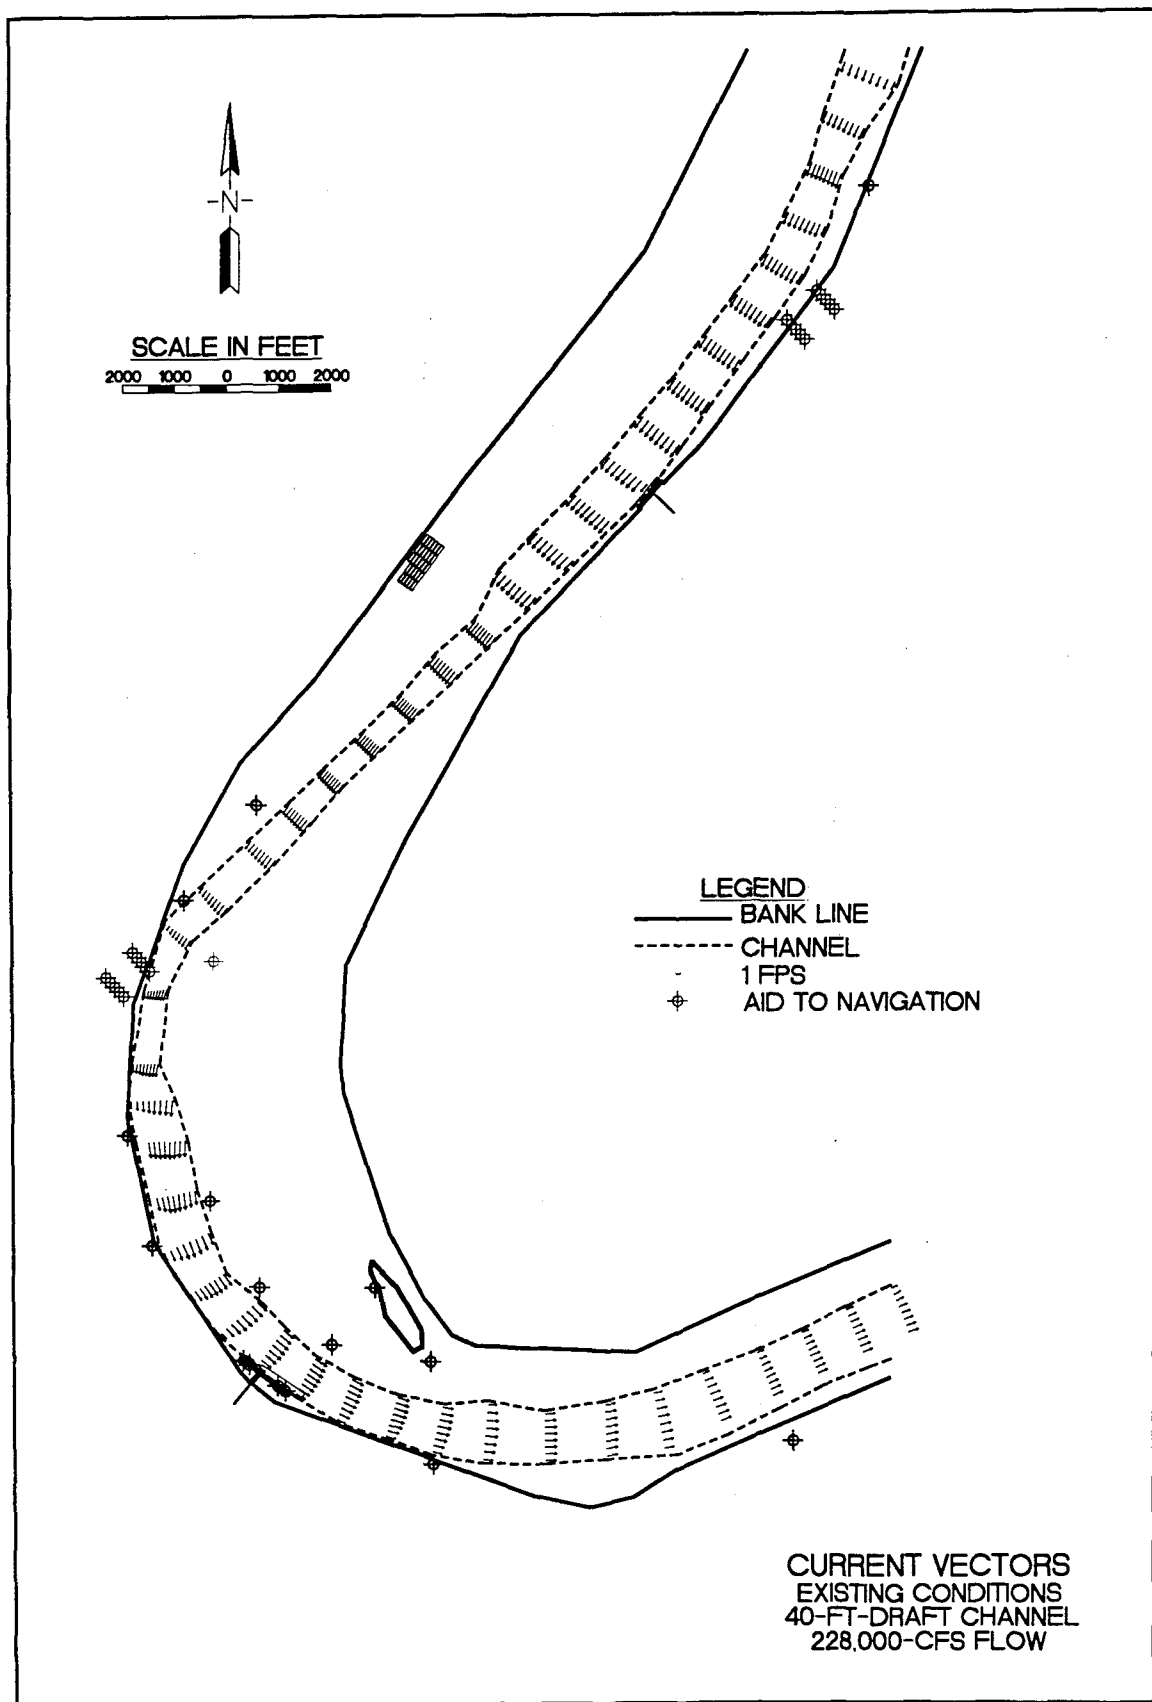 -N-
SCALE IN FEET
2000 1000 0 1000 2000
LEGEND
BANK LINE
CHANNEL
1 FPS
AID TO NAVIGATION
CURRENT VECTORS
EXISTING CONDITIONS
40-FT-DRAFT CHANNEL
228,000-CFS FLOW